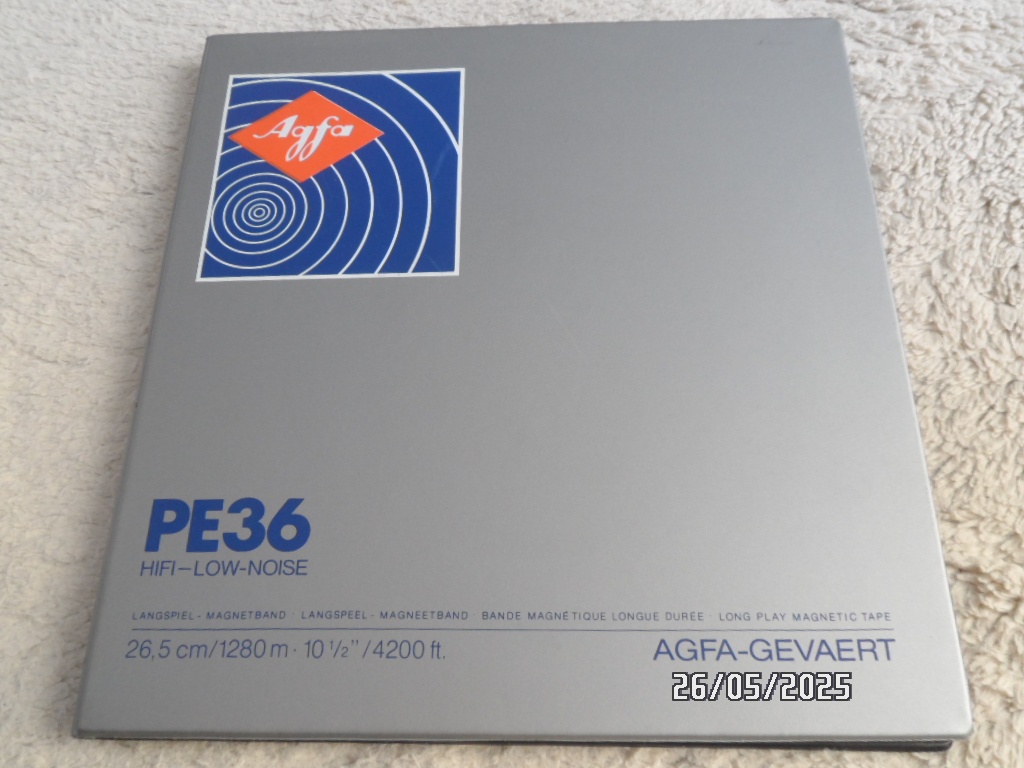 Agfa
PE36
HIFI-LOW-NOISE
LANGSPIEL - MAGNETBAND · LANGSPEEL - MAGNEETBAND · BANDE MAGNÉTIQUE LONGUE DURÉE · LONG PLAY MAGNETIC TAPE
26,5 cm/1280 m · 10 1/2"/4200 ft.
AGFA-GEVAERT
26/05/2025